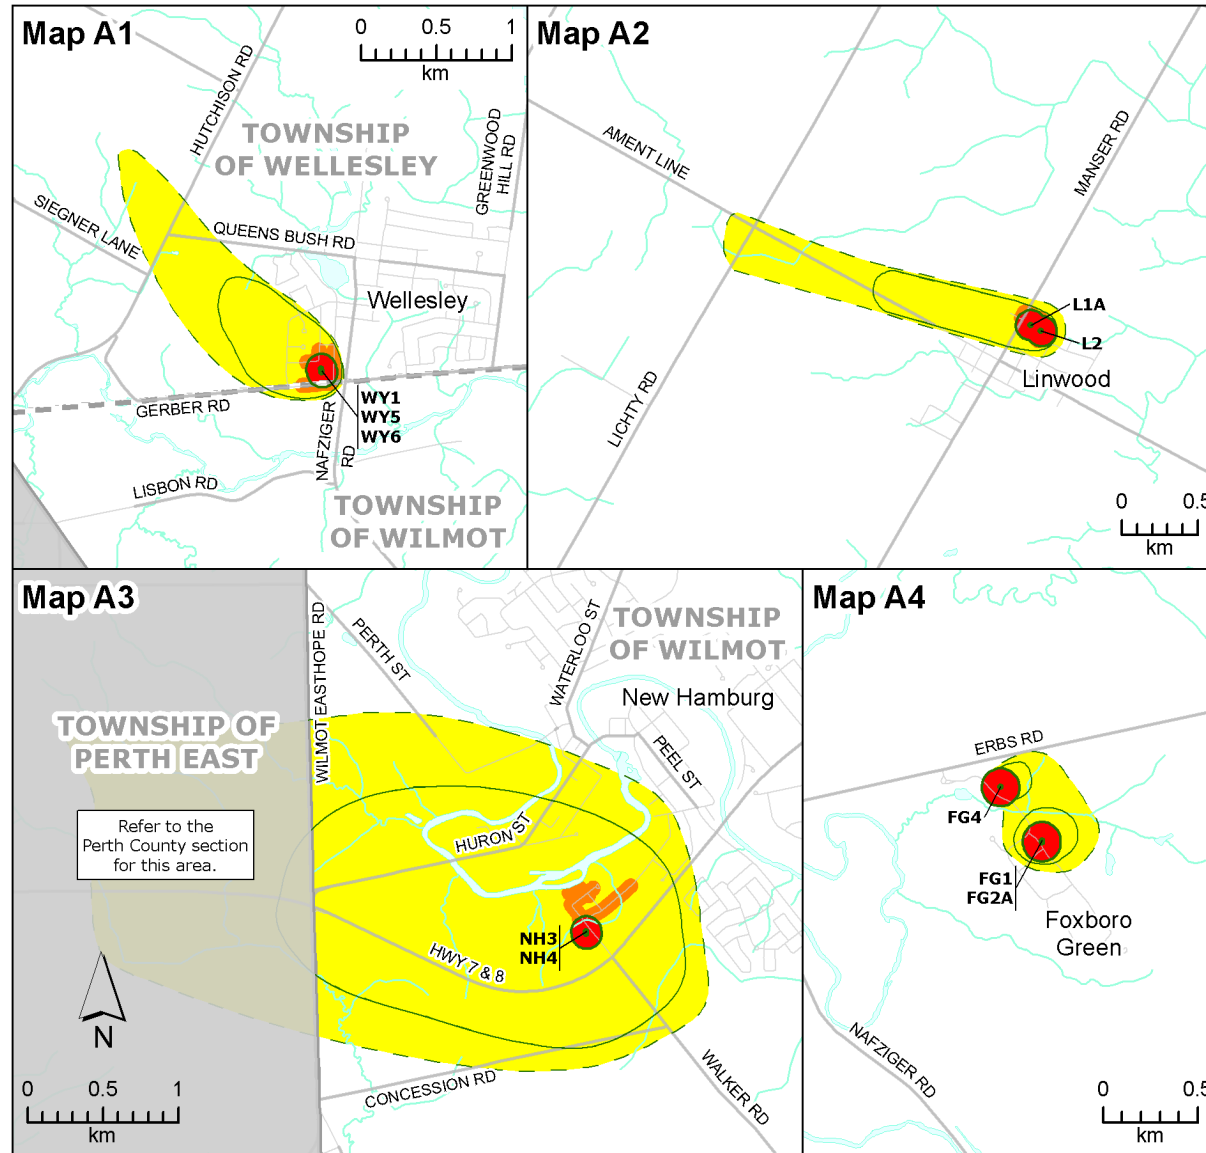 Map A1
0 0.5 1
km
HUTCHISON RD
TOWNSHIP
OF WELLESLEY
GREENWOOD
HILL RD
SIEGNER LANE
QUEENS BUSH RD
Wellesley
GERBER RD
WY1
WY5
WY6
NAFZIGER
RD
LISBON RD
TOWNSHIP
OF WILMOT
Map A2
AMENT LINE
MANSER RD
L1A
L2
Linwood
LICHTY RD
0 0.5
km
Map A3
WILMOT EASTHOPE RD
PERTH ST
WATERLOO ST
TOWNSHIP
OF WILMOT
New Hamburg
TOWNSHIP OF
PERTH EAST
PEEL ST
Refer to the
Perth County section
for this area.
HURON ST
NH3
NH4
HWY 7 & 8
N
CONCESSION RD
WALKER RD
0 0.5 1
km
Map A4
ERBS RD
FG4
FG1
FG2A
Foxboro
Green
NAFZIGER RD
0 0.5
km